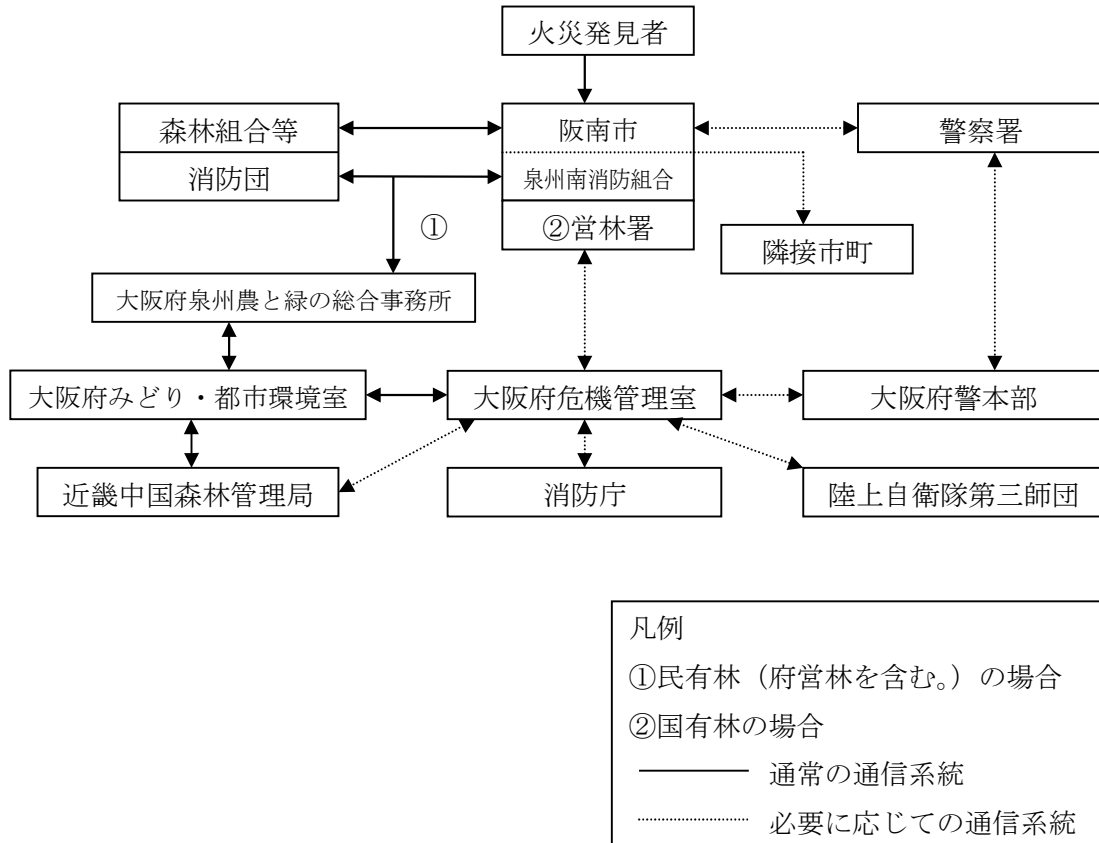 火災発見者
森林組合等
阪南市
警察署
消防団
泉州南消防組合
①
②営林署
隣接市町
大阪府泉州農と緑の総合事務所
大阪府みどり・都市環境室
大阪府危機管理室
大阪府警本部
近畿中国森林管理局
消防庁
陸上自衛隊第三師団
凡例
①民有林（府営林を含む。）の場合
②国有林の場合
通常の通信系統
必要に応じての通信系統